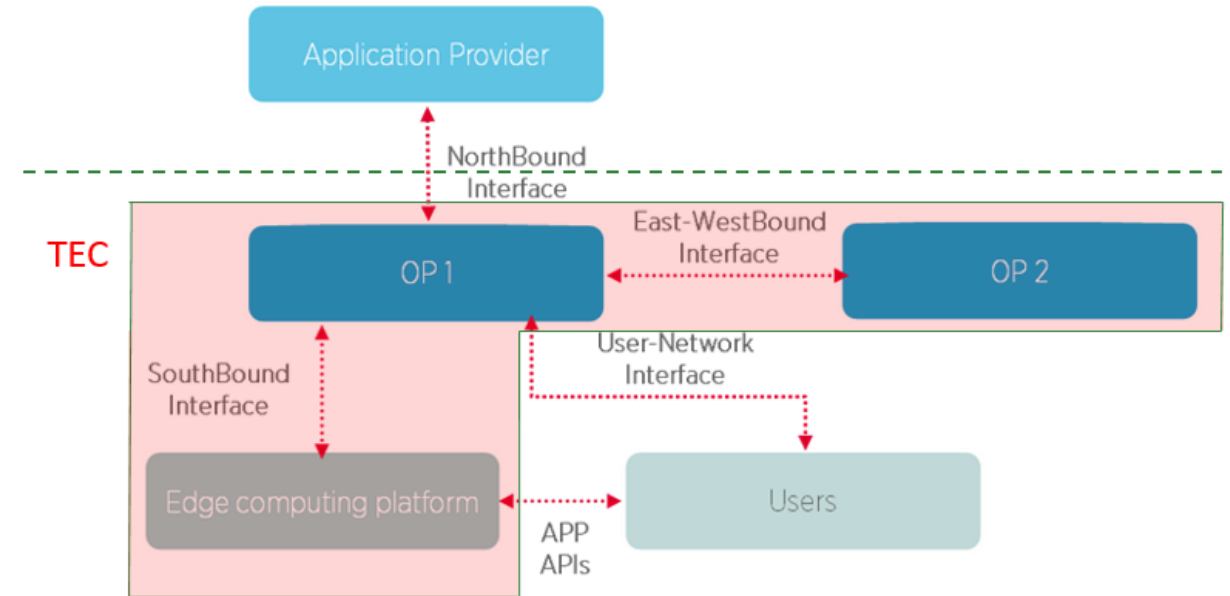 Application Provider
NorthBound
Interface
TEC
OP 1
East-WestBound
Interface
OP 2
SouthBound
Interface
User-Network
Interface
Edge computing platform
APP
APIs
Users